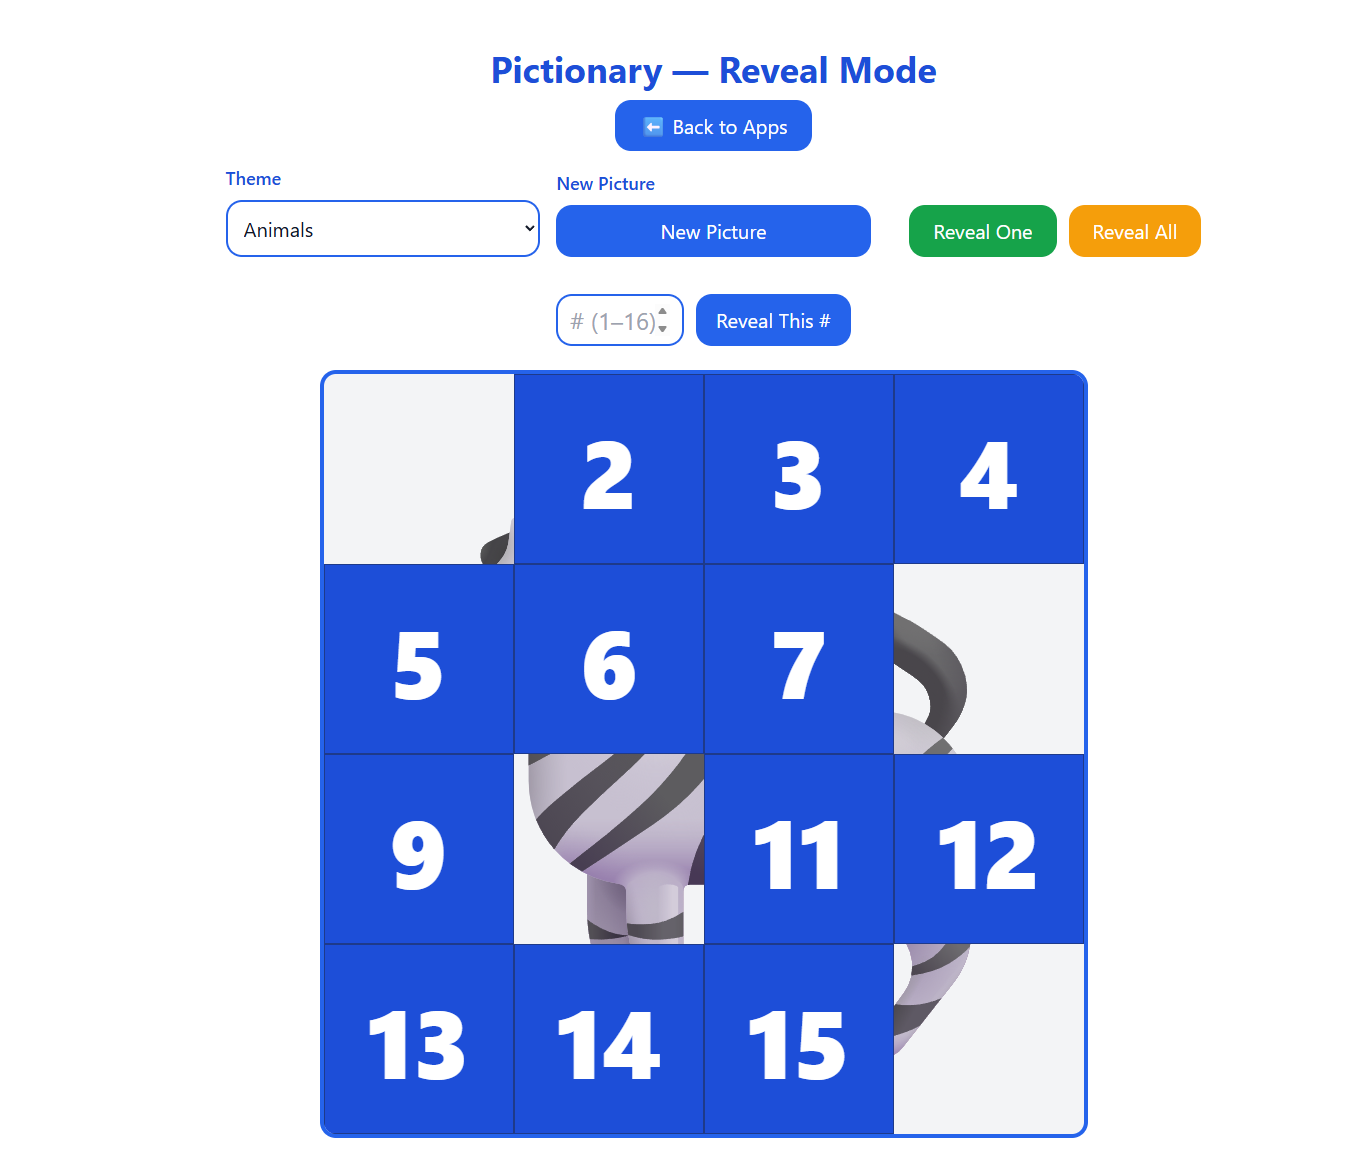 Pictionary — Reveal Mode
⬅️ Back to Apps
Theme
New Picture
Animals
New Picture
Reveal One
Reveal All
# (1–16)
Reveal This #
2
3
4
5
6
7
9
11
12
13
14
15